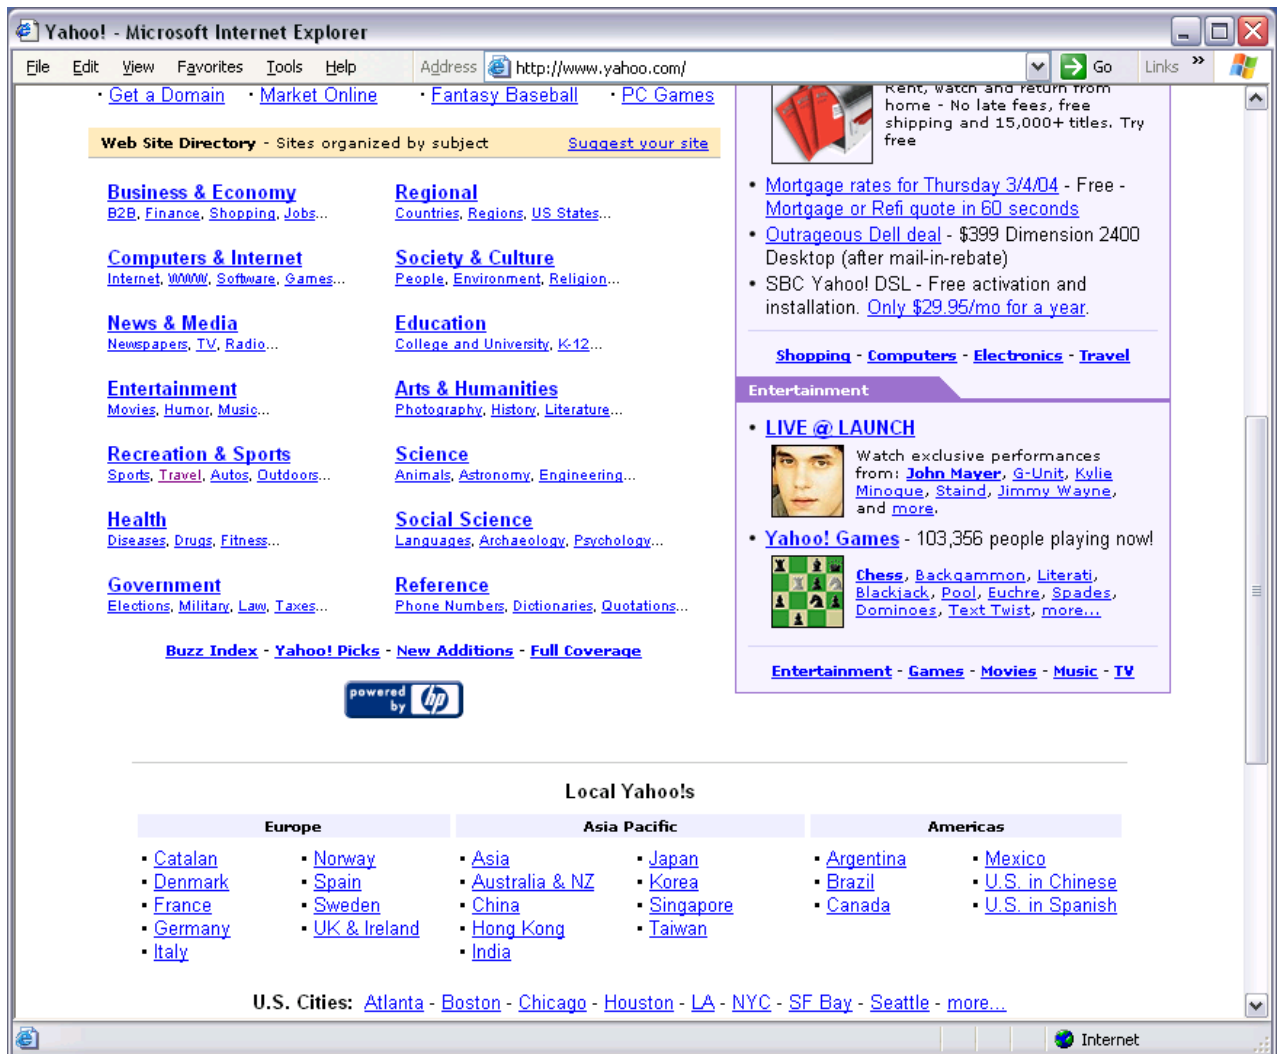 Yahoo! - Microsoft Internet Explorer
File Edit View Favorites Tools Help Address http://www.yahoo.com/ Go Links »
· Get a Domain · Market Online · Fantasy Baseball · PC Games
Web Site Directory - Sites organized by subject Suggest your site
Business & Economy
B2B, Finance, Shopping, Jobs...
Computers & Internet
Internet, WWW, Software, Games...
News & Media
Newspapers, TV, Radio...
Entertainment
Movies, Humor, Music...
Recreation & Sports
Sports, Travel, Autos, Outdoors...
Health
Diseases, Drugs, Fitness...
Government
Elections, Military, Law, Taxes...
Regional
Countries, Regions, US States...
Society & Culture
People, Environment, Religion...
Education
College and University, K-12...
Arts & Humanities
Photography, History, Literature...
Science
Animals, Astronomy, Engineering...
Social Science
Languages, Archaeology, Psychology...
Reference
Phone Numbers, Dictionaries, Quotations...
Buzz Index - Yahoo! Picks - New Additions - Full Coverage
powered
by hp
Rent, watch and return from
home - No late fees, free
shipping and 15,000+ titles. Try
free
• Mortgage rates for Thursday 3/4/04 - Free -
Mortgage or Refi quote in 60 seconds
• Outrageous Dell deal - $399 Dimension 2400
Desktop (after mail-in-rebate)
• SBC Yahoo! DSL - Free activation and
installation. Only $29.95/mo for a year.
Shopping - Computers - Electronics - Travel
Entertainment
• LIVE @ LAUNCH
Watch exclusive performances
from: John Mayer, G-Unit, Kylie
Minogue, Staind, Jimmy Wayne,
and more.
• Yahoo! Games - 103,356 people playing now!
Chess, Backgammon, Literati,
Blackjack, Pool, Euchre, Spades,
Dominoes, Text Twist, more...
Entertainment - Games - Movies - Music - TV
Local Yahoo!s
Europe
▪ Catalan
▪ Denmark
▪ France
▪ Germany
▪ Italy
▪ Norway
▪ Spain
▪ Sweden
▪ UK & Ireland
Asia Pacific
▪ Asia
▪ Australia & NZ
▪ China
▪ Hong Kong
▪ India
▪ Japan
▪ Korea
▪ Singapore
▪ Taiwan
Americas
▪ Argentina
▪ Brazil
▪ Canada
▪ Mexico
▪ U.S. in Chinese
▪ U.S. in Spanish
U.S. Cities: Atlanta - Boston - Chicago - Houston - LA - NYC - SF Bay - Seattle - more...
Internet